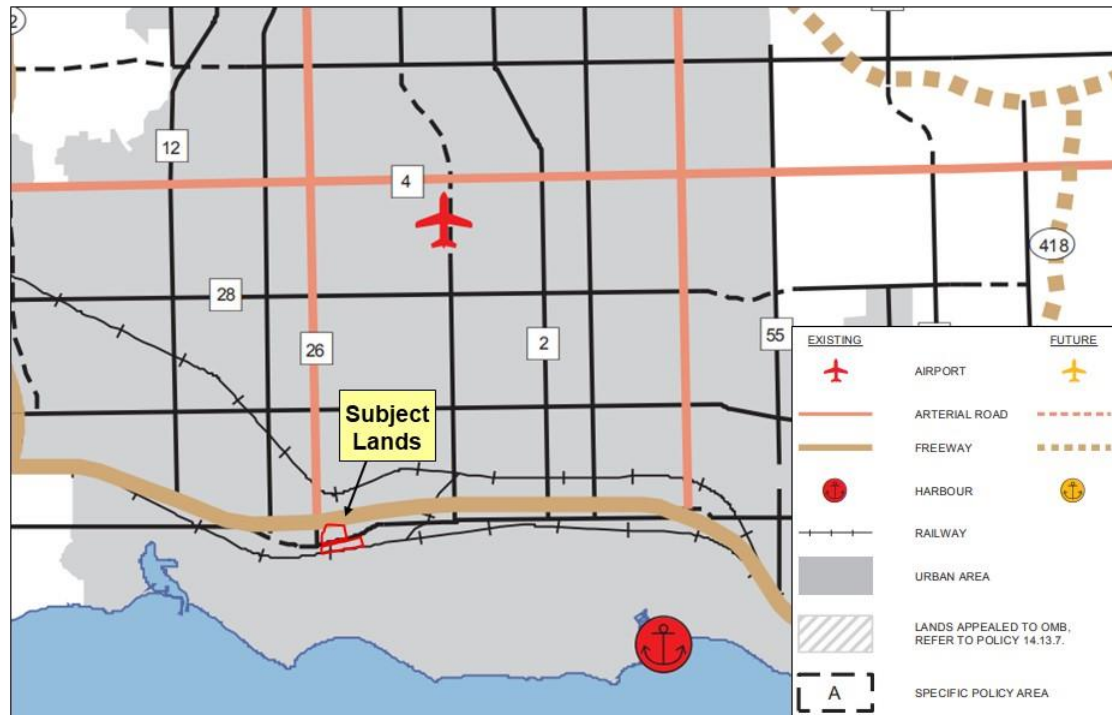 2
12
4
418
28
26
2
55
Subject
Lands
EXISTING
FUTURE
AIRPORT
ARTERIAL ROAD
FREEWAY
HARBOUR
RAILWAY
URBAN AREA
LANDS APPEALED TO OMB,
REFER TO POLICY 14.13.7.
A
SPECIFIC POLICY AREA